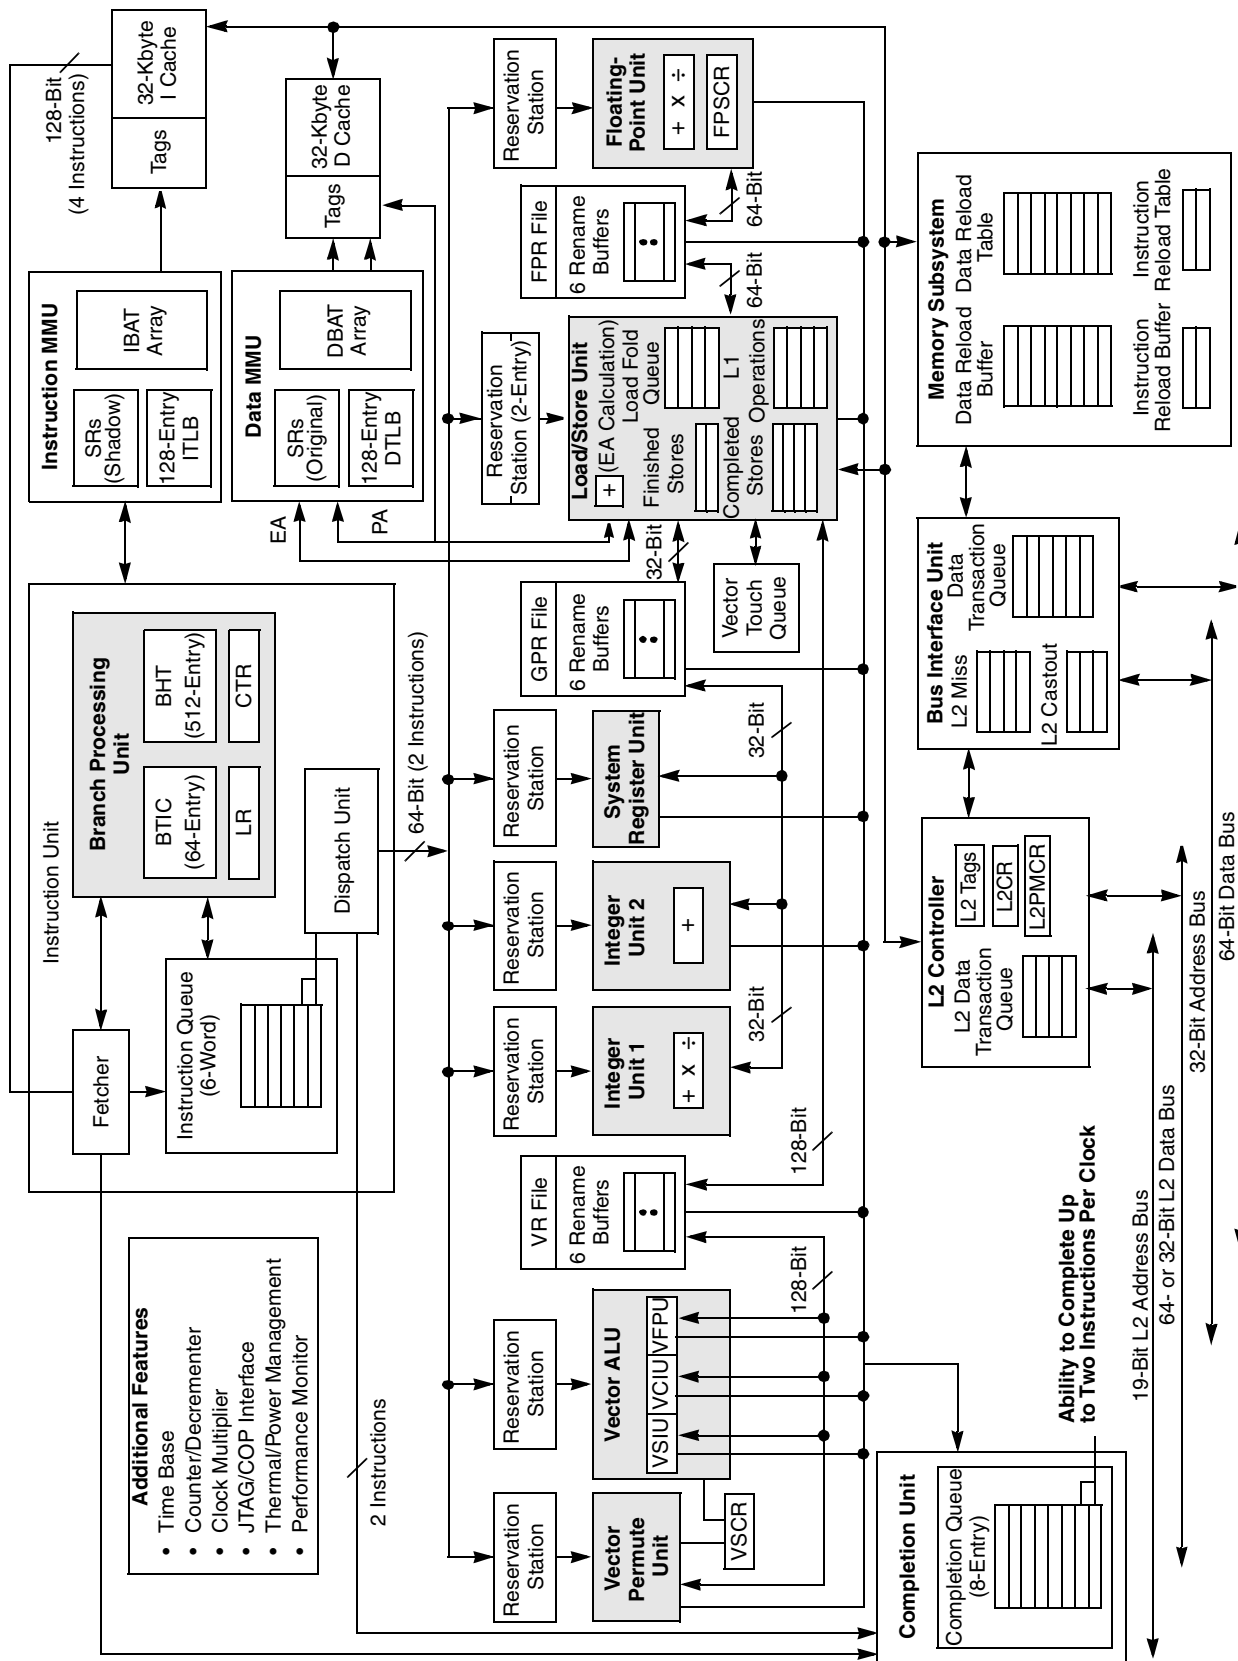 Additional Features
• Time Base
• Counter/Decrementer
• Clock Multiplier
• JTAG/COP Interface
• Thermal/Power Management
• Performance Monitor
Instruction Unit
Fetcher
Branch Processing
Unit
BTIC
(64-Entry)
BHT
(512-Entry)
LR
CTR
Instruction Queue
(6-Word)
Dispatch Unit
128-Bit
(4 Instructions)
Instruction MMU
SRs
(Shadow)
128-Entry
ITLB
IBAT
Array
Tags
32-Kbyte
I Cache
Data MMU
SRs
(Original)
128-Entry
DTLB
DBAT
Array
Tags
32-Kbyte
D Cache
EA
PA
2 Instructions
64-Bit (2 Instructions)
Reservation
Station
Reservation
Station
Reservation
Station
Reservation
Station
Reservation
Station
Reservation
Station (2-Entry)
Reservation
Station
VR File
6 Rename
Buffers
GPR File
6 Rename
Buffers
FPR File
6 Rename
Buffers
Vector
Permute
Unit
VSCR
Vector ALU
VSIU
VCIU
VFPU
Integer
Unit 1
+ x ÷
Integer
Unit 2
+
System
Register Unit
Vector
Touch
Queue
Load/Store Unit
+
(EA Calculation)
Load Fold
Queue
Finished
Stores
L1
Operations
Completed
Stores
Floating-
Point Unit
+ x ÷
FPSCR
128-Bit
128-Bit
32-Bit
32-Bit
32-Bit
64-Bit
64-Bit
Completion Unit
Completion Queue
(8-Entry)
Ability to Complete Up
to Two Instructions Per Clock
L2 Controller
L2 Data
Transaction
Queue
L2 Tags
L2CR
L2PMCR
Bus Interface Unit
L2 Miss
Data
Transaction
Queue
L2 Castout
Memory Subsystem
Data Reload
Buffer
Data Reload
Table
Instruction
Reload Buffer
Instruction
Reload Table
19-Bit L2 Address Bus
64- or 32-Bit L2 Data Bus
32-Bit Address Bus
64-Bit Data Bus